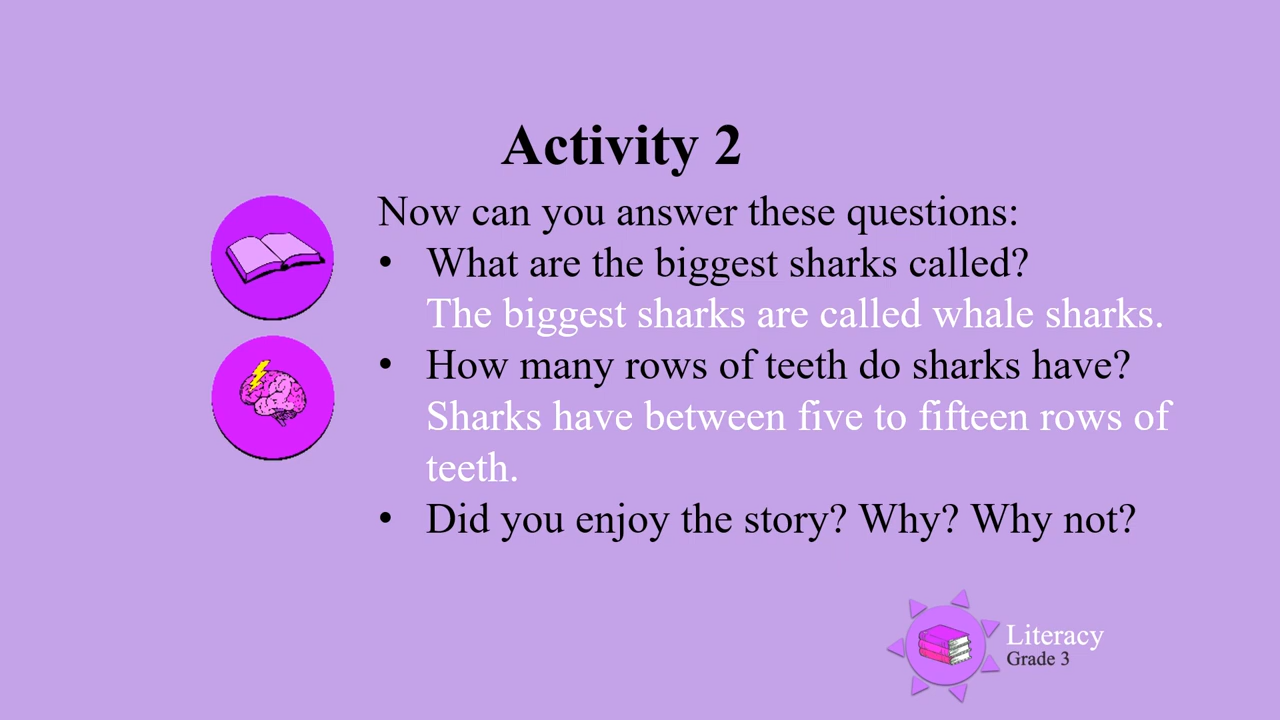 Activity 2
Now can you answer these questions:
• What are the biggest sharks called?
The biggest sharks are called whale sharks.
• How many rows of teeth do sharks have?
Sharks have between five to fifteen rows of
teeth.
• Did you enjoy the story? Why? Why not?
Literacy
Grade 3